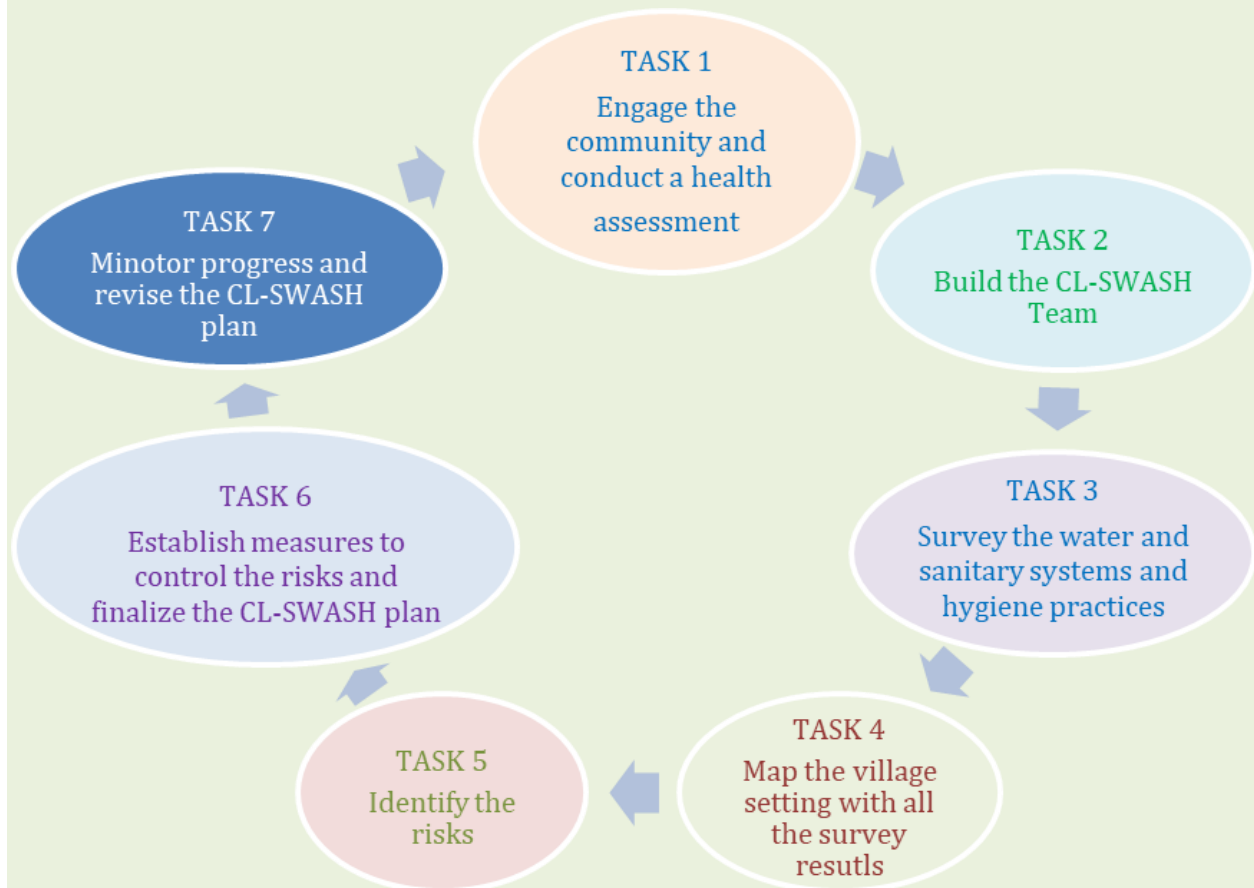 TASK 1
Engage the
community and
conduct a health
assessment
TASK 2
Build the CL-SWASH
Team
TASK 3
Survey the water and
sanitary systems and
hygiene practices
TASK 4
Map the village
setting with all
the survey
resutls
TASK 5
Identify the
risks
TASK 6
Establish measures to
control the risks and
finalize the CL-SWASH plan
TASK 7
Minotor progress and
revise the CL-SWASH
plan